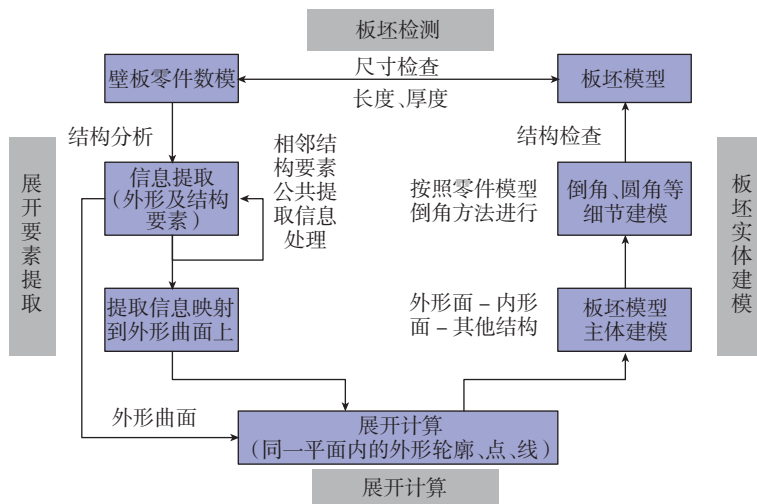 板坯检测
壁板零件数模
尺寸检查
长度、厚度
板坯模型
结构分析
结构检查
展开要素提取
信息提取
(外形及结构
要素)
相邻结
构要素
公共提
取信息
处理
按照零件模型
倒角方法进行
倒角、圆角等
细节建模
板坯实体建模
提取信息映射
到外形曲面上
外形面－内形
面－其他结构
板坯模型
主体建模
外形曲面
展开计算
(同一平面内的外形轮廓、点、线)
展开计算